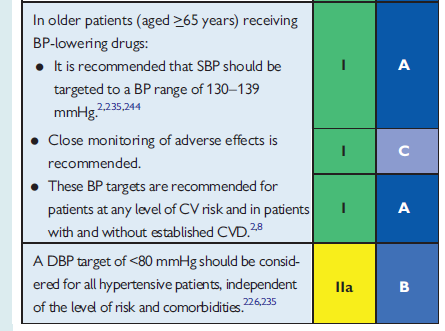 In older patients (aged ≥65 years) receiving
BP-lowering drugs:
● It is recommended that SBP should be
targeted to a BP range of 130–139
mmHg.2,235,244
I
A
● Close monitoring of adverse effects is
recommended.
I
C
● These BP targets are recommended for
patients at any level of CV risk and in patients
with and without established CVD.2,8
I
A
A DBP target of <80 mmHg should be consid-
ered for all hypertensive patients, independent
of the level of risk and comorbidities.226,235
IIa
B